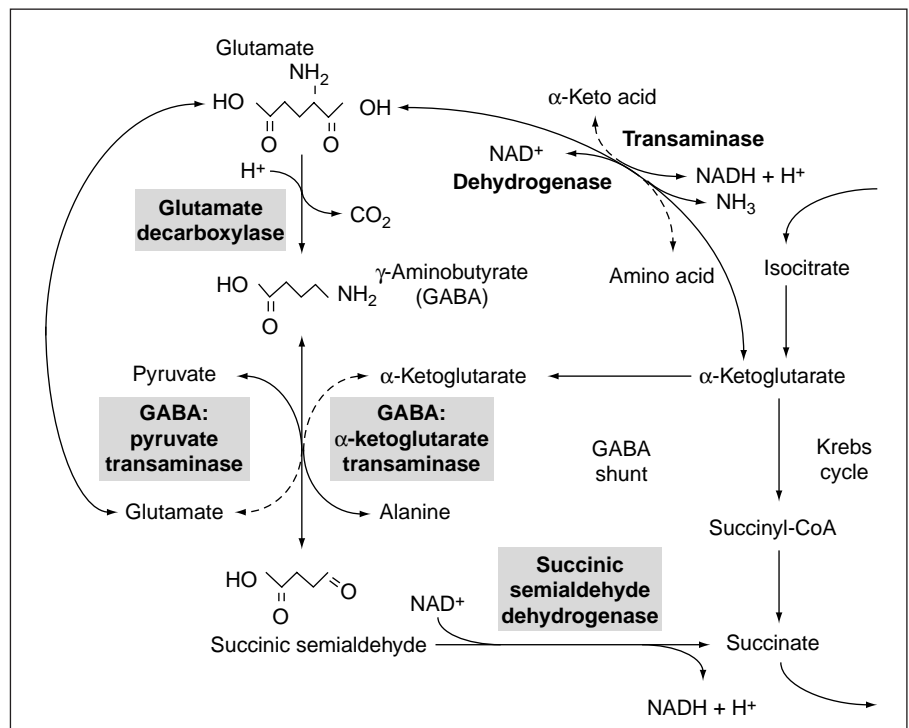 Glutamate
NH2
HO
OH
O
O
α-Keto acid
Transaminase
NAD+
Dehydrogenase
NADH + H+
NH3
H+
Glutamate
decarboxylase
CO2
Amino acid
Isocitrate
γ-Aminobutyrate
(GABA)
HO
NH2
O
Pyruvate
α-Ketoglutarate
α-Ketoglutarate
GABA:
pyruvate
transaminase
GABA:
α-ketoglutarate
transaminase
GABA
shunt
Krebs
cycle
Glutamate
Alanine
Succinyl-CoA
HO
O
O
Succinic
semialdehyde
dehydrogenase
NAD+
Succinic semialdehyde
Succinate
NADH + H+